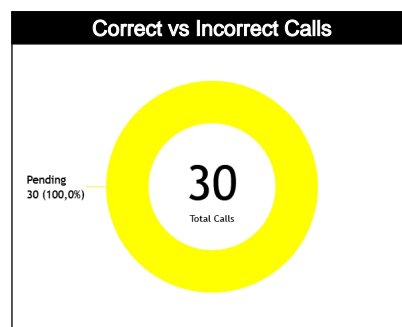 Correct vs Incorrect Calls
Pending
30 (100,0%)
30
Total Calls